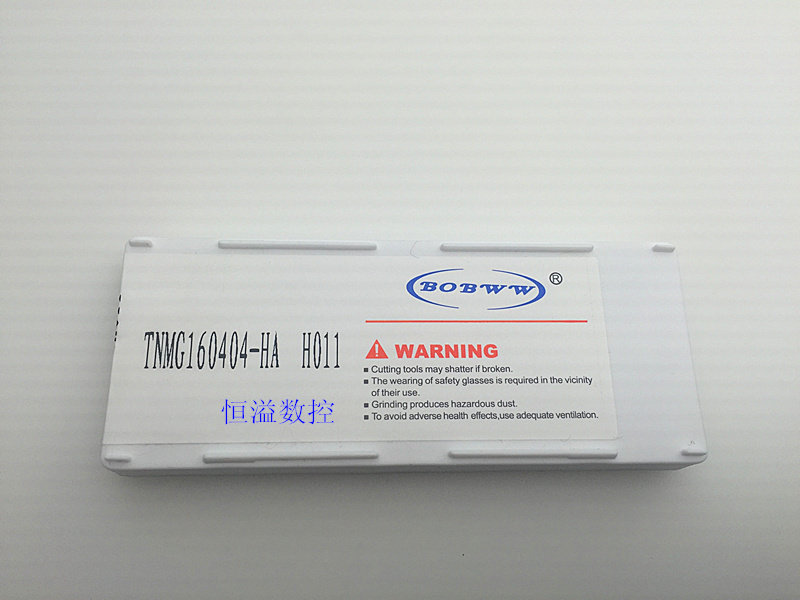 BOBWW®
TNMG160404-HA H011
WARNING
■ Cutting tools may shatter if broken.
■ The wearing of safety glasses is required in the vicinity
of their use.
■ Grinding produces hazardous dust.
■ To avoid adverse health effects,use adequate ventilation.
恒溢数控